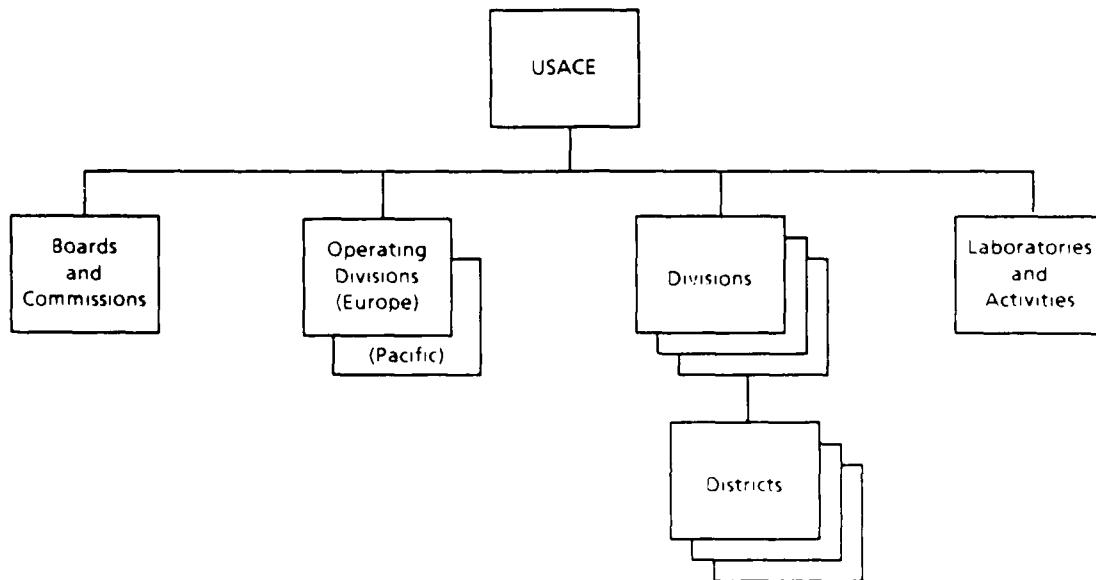 USACE
Boards
and
Commissions
Operating
Divisions
(Europe)
(Pacific)
Divisions
Laboratories
and
Activities
Districts